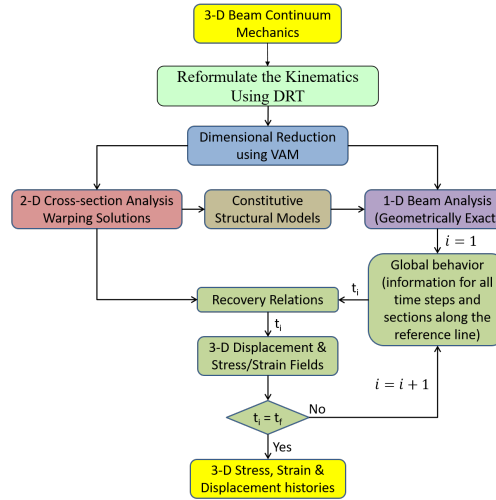 3-D Beam Continuum
Mechanics
Reformulate the Kinematics
Using DRT
Dimensional Reduction
using VAM
2-D Cross-section Analysis
Warping Solutions
Constitutive
Structural Models
1-D Beam Analysis
(Geometrically Exact
i = 1
Global behavior
(information for all
time steps and
sections along the
reference line)
t_i
Recovery Relations
t_i
3-D Displacement &
Stress/Strain Fields
i = i + 1
t_i = t_f
No
Yes
3-D Stress, Strain &
Displacement histories